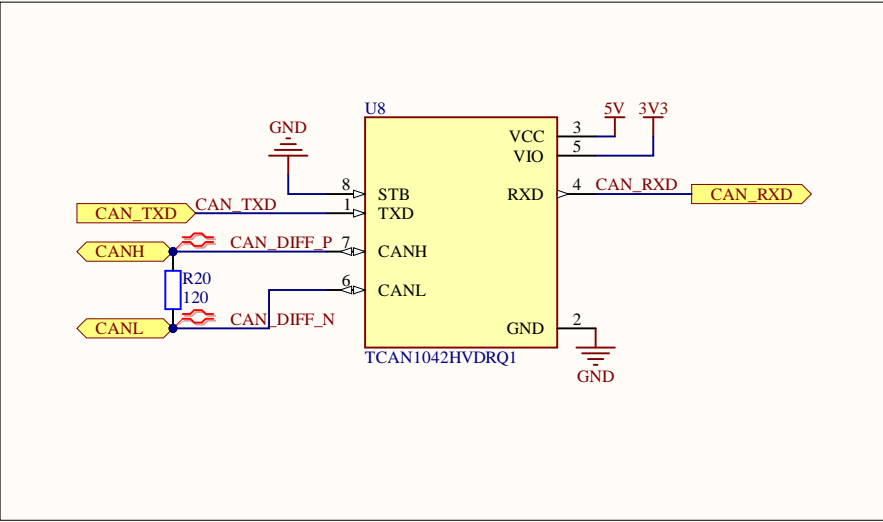 U8
5V 3V3
GND
VCC 3
VIO 5
8 STB
RXD 4 CAN_RXD CAN_RXD
CAN_TXD CAN_TXD 1 TXD
CANH CAN_DIFF_P 7 CANH
R20
120
6 CANL
CANL CAN_DIFF_N
GND 2
TCAN1042HVDRQ1
GND